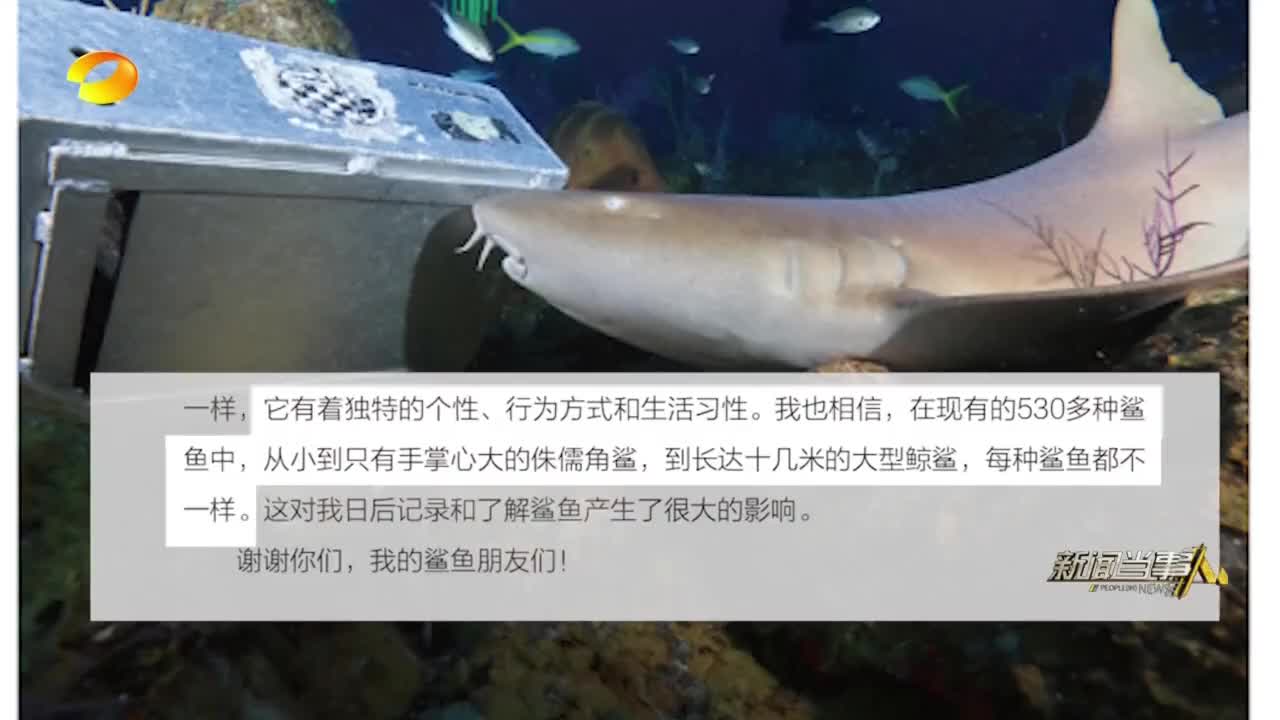 一样，它有着独特的个性、行为方式和生活习性。我也相信，在现有的530多种鲨
鱼中，从小到只有手掌心大的侏儒角鲨，到长达十几米的大型鲸鲨，每种鲨鱼都不
一样。这对我日后记录和了解鲨鱼产生了很大的影响。
谢谢你们，我的鲨鱼朋友们！
新闻当事人
PEOPLE IN NEWS